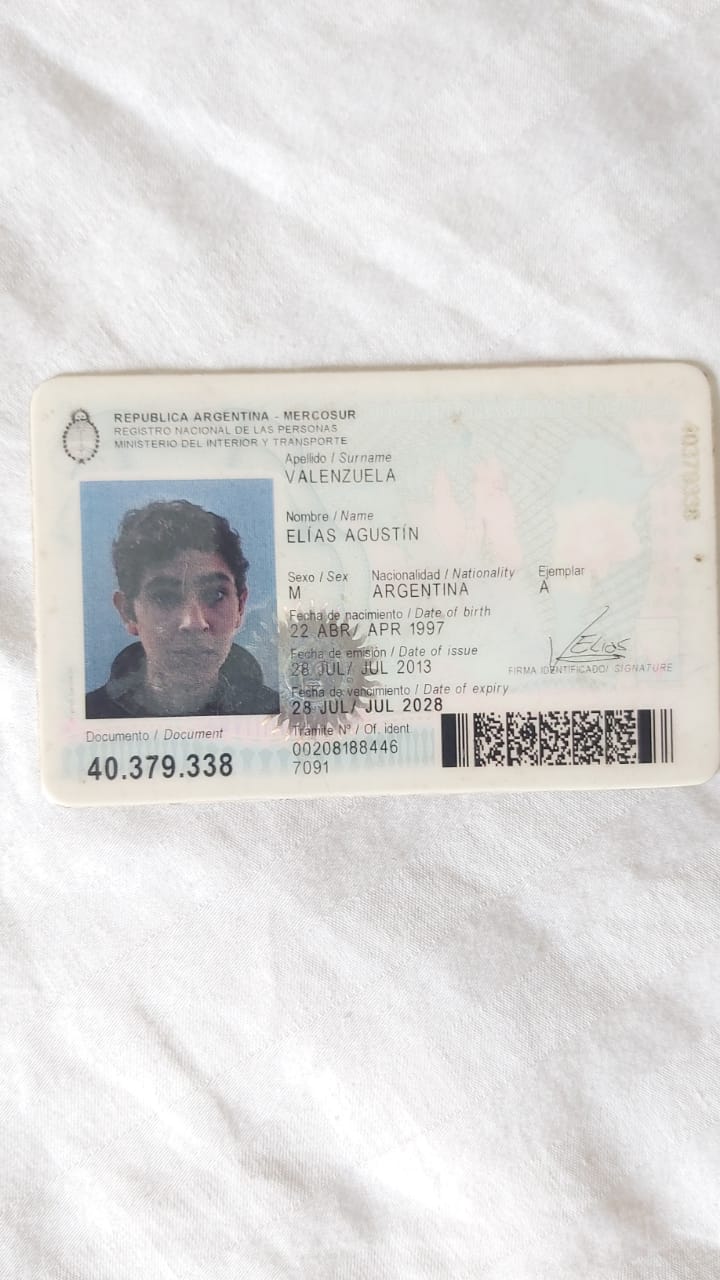 REPUBLICA ARGENTINA - MERCOSUR
REGISTRO NACIONAL DE LAS PERSONAS
MINISTERIO DEL INTERIOR Y TRANSPORTE
Apellido / Surname
VALENZUELA
Nombre / Name
ELÍAS AGUSTÍN
Sexo / Sex Nacionalidad / Nationality Ejemplar
M ARGENTINA A
Fecha de nacimiento / Date of birth
22 ABR/ APR 1997
Fecha de emisión / Date of issue
28 JUL/ JUL 2013
Elias
FIRMA IDENTIFICADO/ SIGNATURE
Fecha de vencimiento / Date of expiry
28 JUL/ JUL 2028
Documento / Document
40.379.338
Trámite Nº / Of. ident
00208188446
7091
40379338